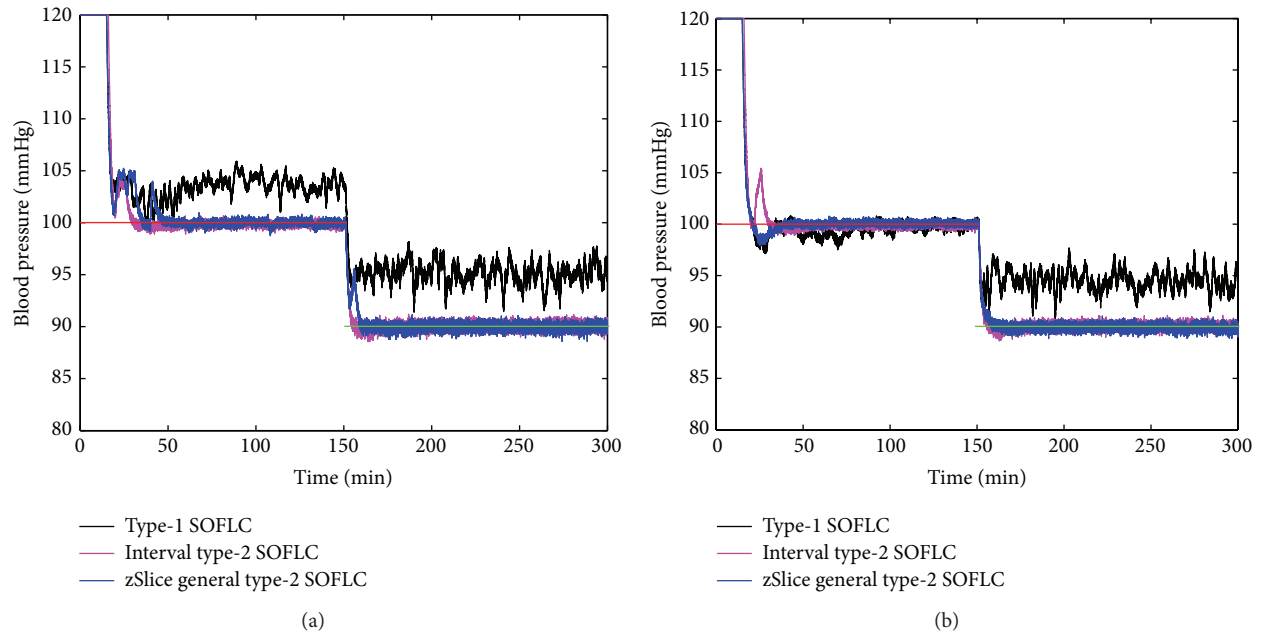 120
115
110
105
100
95
90
85
80
Blood pressure (mmHg)
0
50
100
150
200
250
300
Time (min)
Type-1 SOFLC
Interval type-2 SOFLC
zSlice general type-2 SOFLC
(a)
120
115
110
105
100
95
90
85
80
Blood pressure (mmHg)
0
50
100
150
200
250
300
Time (min)
Type-1 SOFLC
Interval type-2 SOFLC
zSlice general type-2 SOFLC
(b)